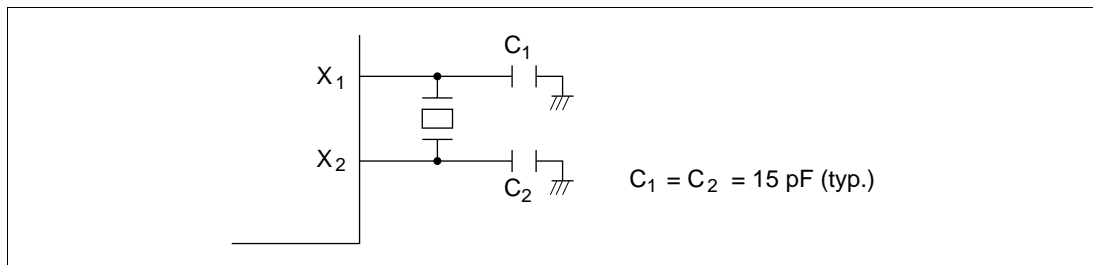 C1
X1
X2
C2
C1 = C2 = 15 pF (typ.)